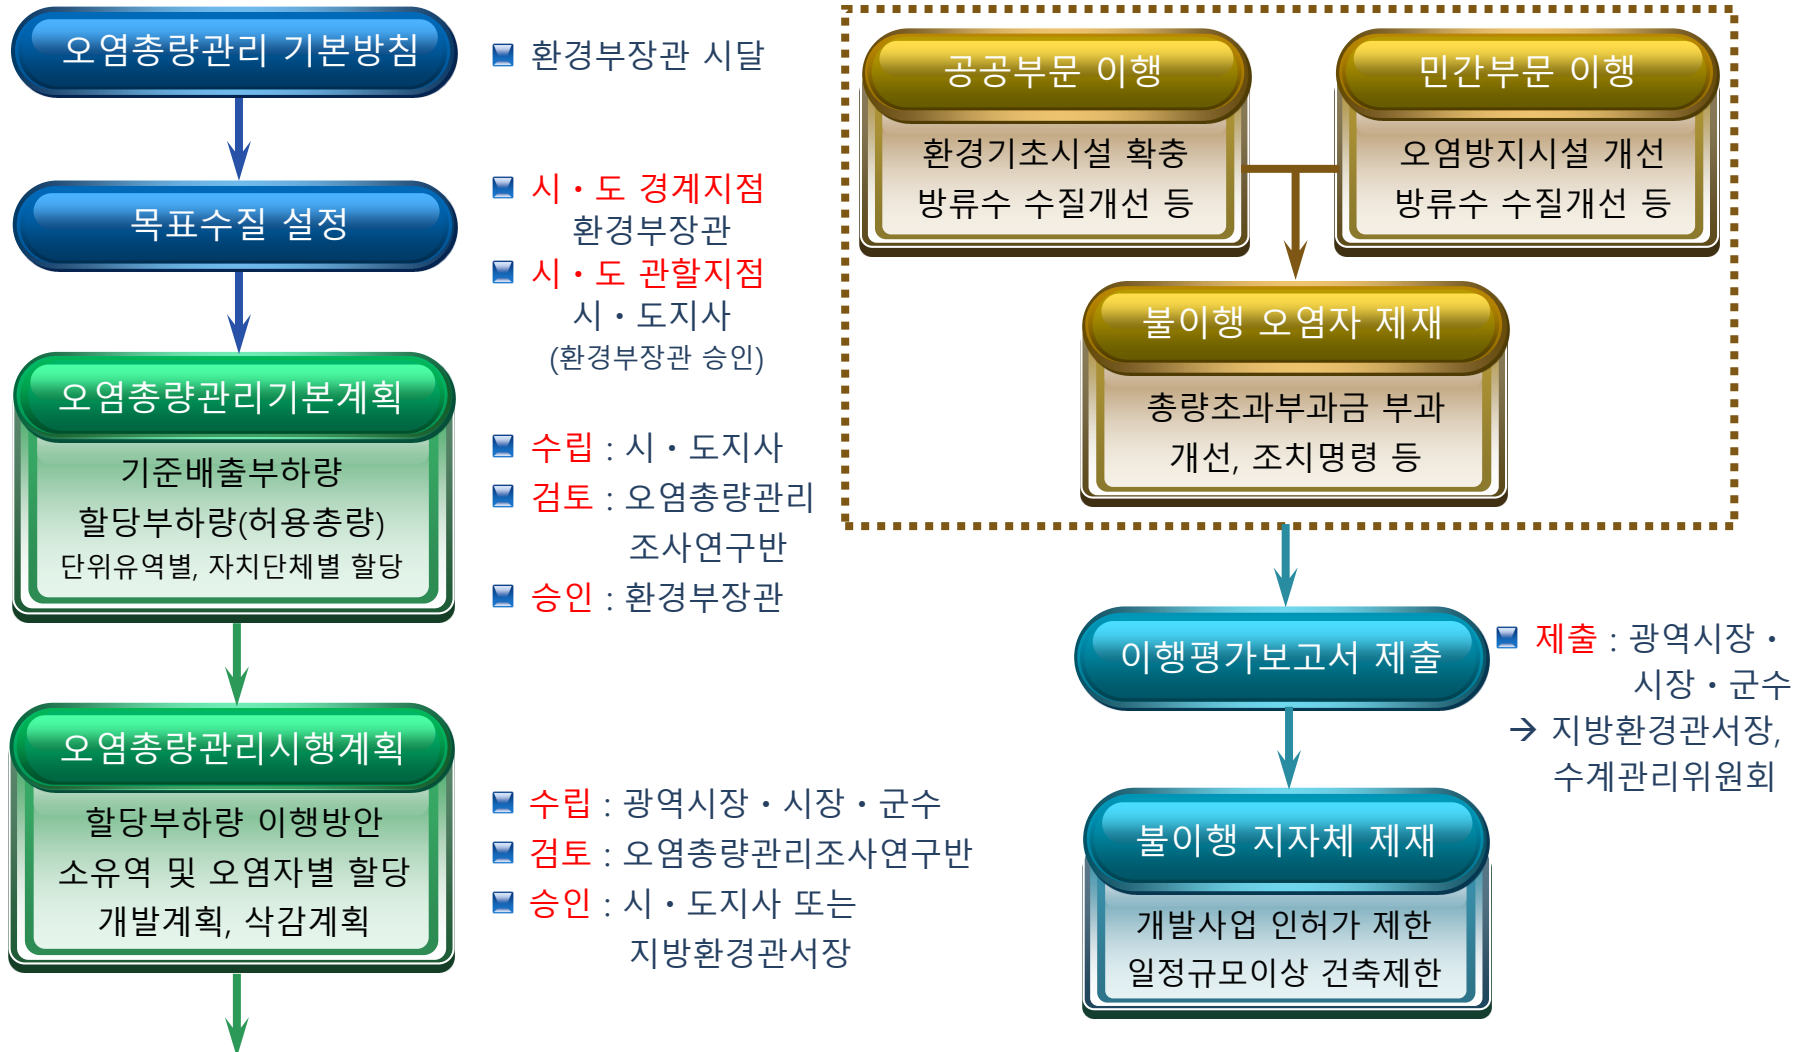 오염총량관리 기본방침
환경부장관 시달
목표수질 설정
시・도 경계지점
환경부장관
시・도 관할지점
시・도지사
(환경부장관 승인)
오염총량관리기본계획
기준배출부하량
할당부하량(허용총량)
단위유역별, 자치단체별 할당
수립 : 시・도지사
검토 : 오염총량관리
조사연구반
승인 : 환경부장관
오염총량관리시행계획
할당부하량 이행방안
소유역 및 오염자별 할당
개발계획, 삭감계획
수립 : 광역시장・시장・군수
검토 : 오염총량관리조사연구반
승인 : 시・도지사 또는
지방환경관서장
공공부문 이행
환경기초시설 확충
방류수 수질개선 등
민간부문 이행
오염방지시설 개선
방류수 수질개선 등
불이행 오염자 제재
총량초과부과금 부과
개선, 조치명령 등
이행평가보고서 제출
제출 : 광역시장・
시장・군수
→ 지방환경관서장,
수계관리위원회
불이행 지자체 제재
개발사업 인허가 제한
일정규모이상 건축제한